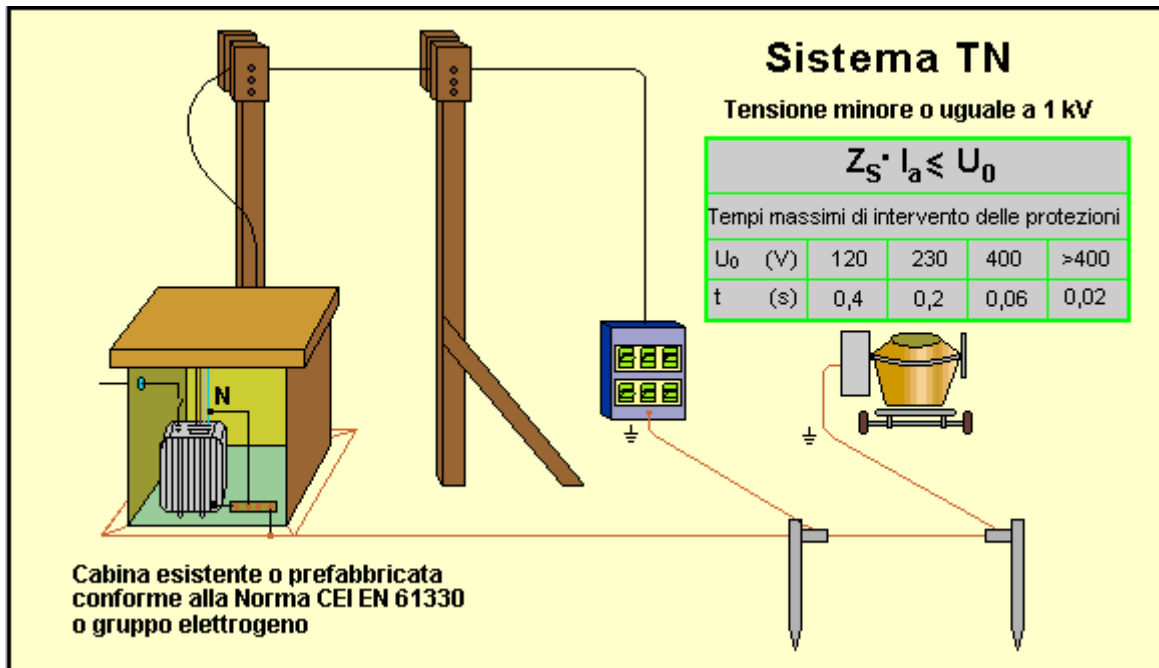 Sistema TN
Tensione minore o uguale a 1 kV
Zs· Ia ⩽ U0
Tempi massimi di intervento delle protezioni
U0 (V) 120 230 400 >400
t (s) 0,4 0,2 0,06 0,02
N
Cabina esistente o prefabbricata
conforme alla Norma CEI EN 61330
o gruppo elettrogeno